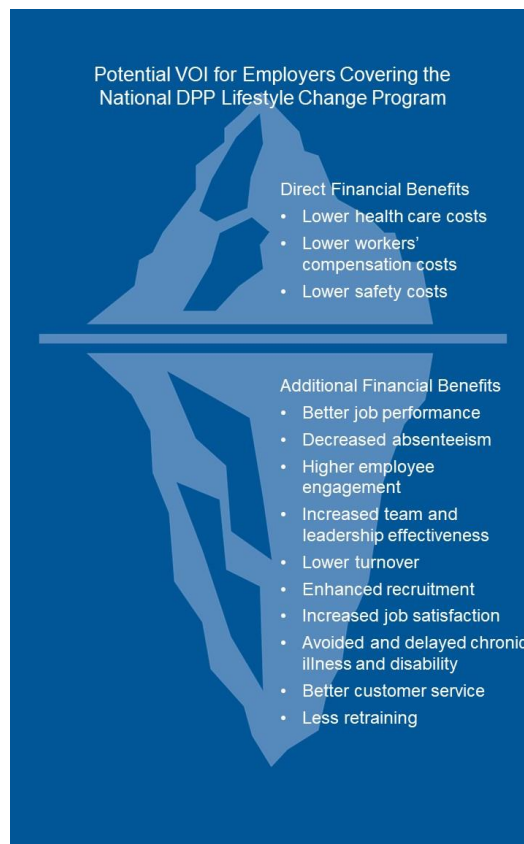 Potential VOI for Employers Covering the
National DPP Lifestyle Change Program
Direct Financial Benefits
• Lower health care costs
• Lower workers'
compensation costs
• Lower safety costs
Additional Financial Benefits
• Better job performance
• Decreased absenteeism
• Higher employee
engagement
• Increased team and
leadership effectiveness
• Lower turnover
• Enhanced recruitment
• Increased job satisfaction
• Avoided and delayed chronic
illness and disability
• Better customer service
• Less retraining